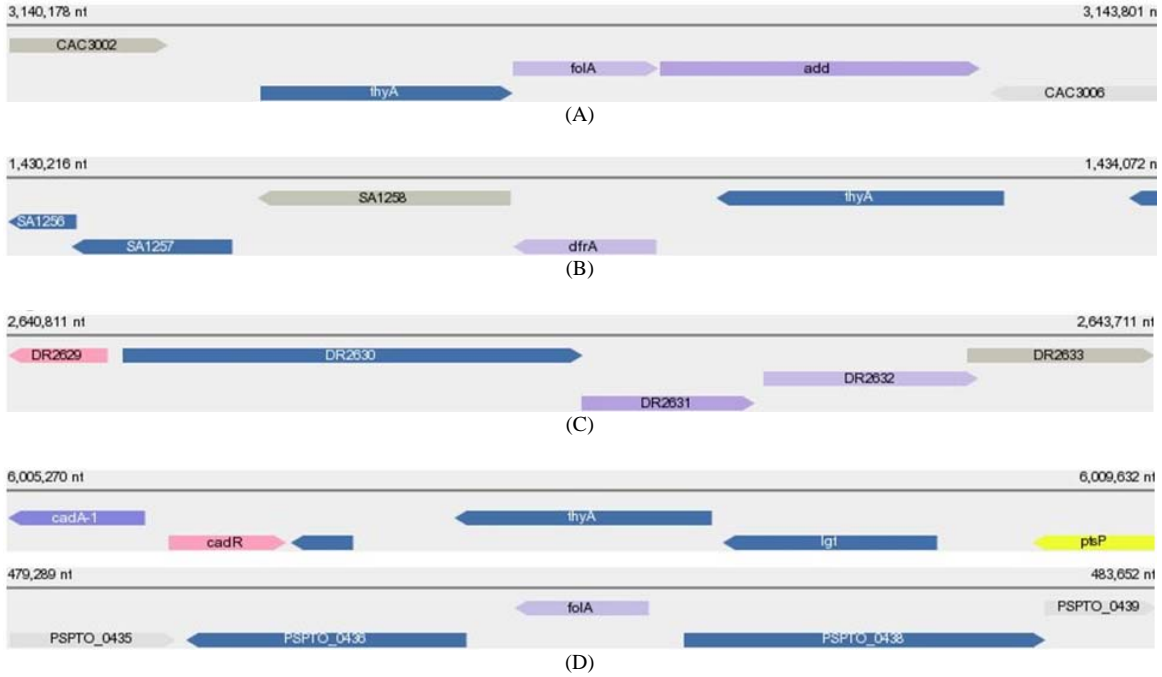 3,140,178 nt 3,143,801 nt
CAC3002
folA add
thyA CAC3006
(A)
1,430,216 nt 1,434,072 n
SA1258 thyA
SA1256
SA1257 dfrA
(B)
2,640,811 nt 2,643,711 nt
DR2629 DR2630 DR2633
DR2632
DR2631
(C)
6,005,270 nt 6,009,632 nt
cadA-1 thyA
cadR lgt ptsP
479,289 nt 483,652 nt
folA PSPTO_0439
PSPTO_0435 PSPTO_0436 PSPTO_0438
(D)